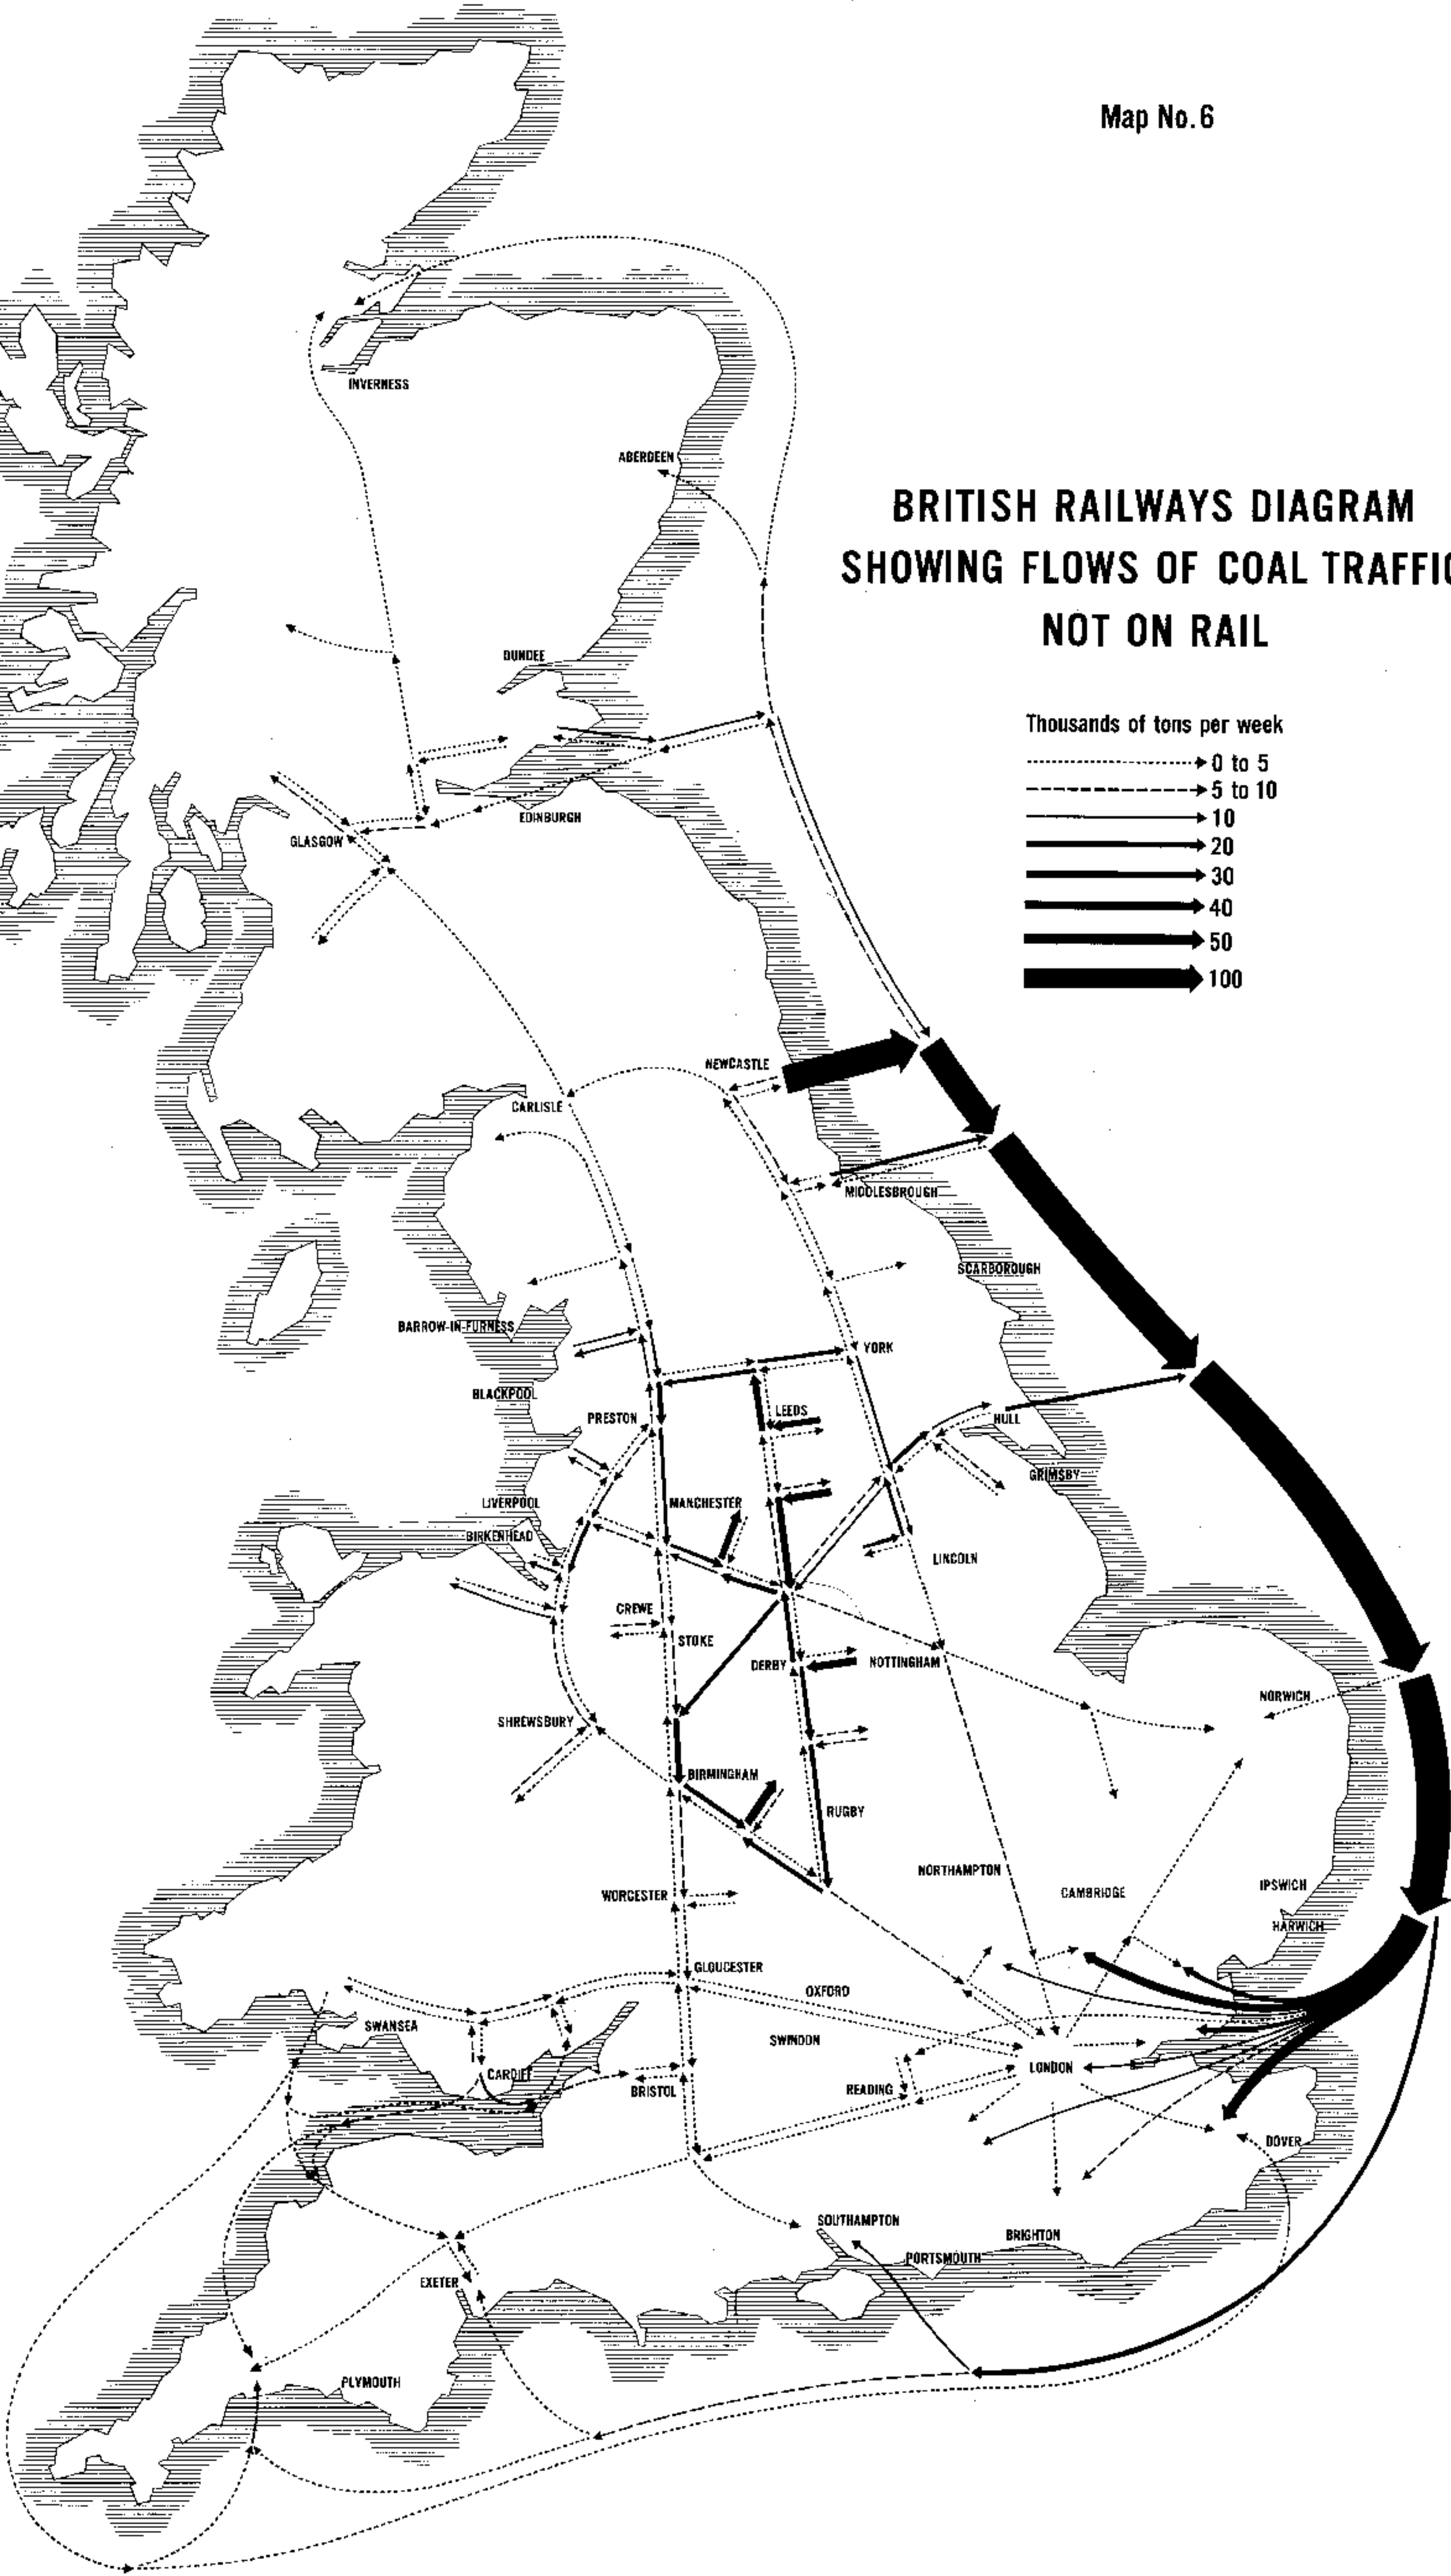 Map No. 6
BRITISH RAILWAYS DIAGRAM
SHOWING FLOWS OF COAL TRAFFIC
NOT ON RAIL
Thousands of tons per week
0 to 5
5 to 10
10
20
30
40
50
100
INVERNESS
ABERDEEN
DUNDEE
EDINBURGH
GLASGOW
NEWCASTLE
CARLISLE
MIDDLESBROUGH
SCARBOROUGH
BARROW-IN-FURNESS
YORK
BLACKPOOL
LEEDS
PRESTON
HULL
GRIMSBY
LIVERPOOL
MANCHESTER
BIRKENHEAD
LINCOLN
CREWE
STOKE
DERBY
NOTTINGHAM
NORWICH
SHREWSBURY
BIRMINGHAM
RUGBY
NORTHAMPTON
CAMBRIDGE
IPSWICH
WORCESTER
HARWICH
GLOUCESTER
OXFORD
SWANSEA
SWINDON
LONDON
CARDIFF
BRISTOL
READING
DOVER
SOUTHAMPTON
BRIGHTON
PORTSMOUTH
EXETER
PLYMOUTH